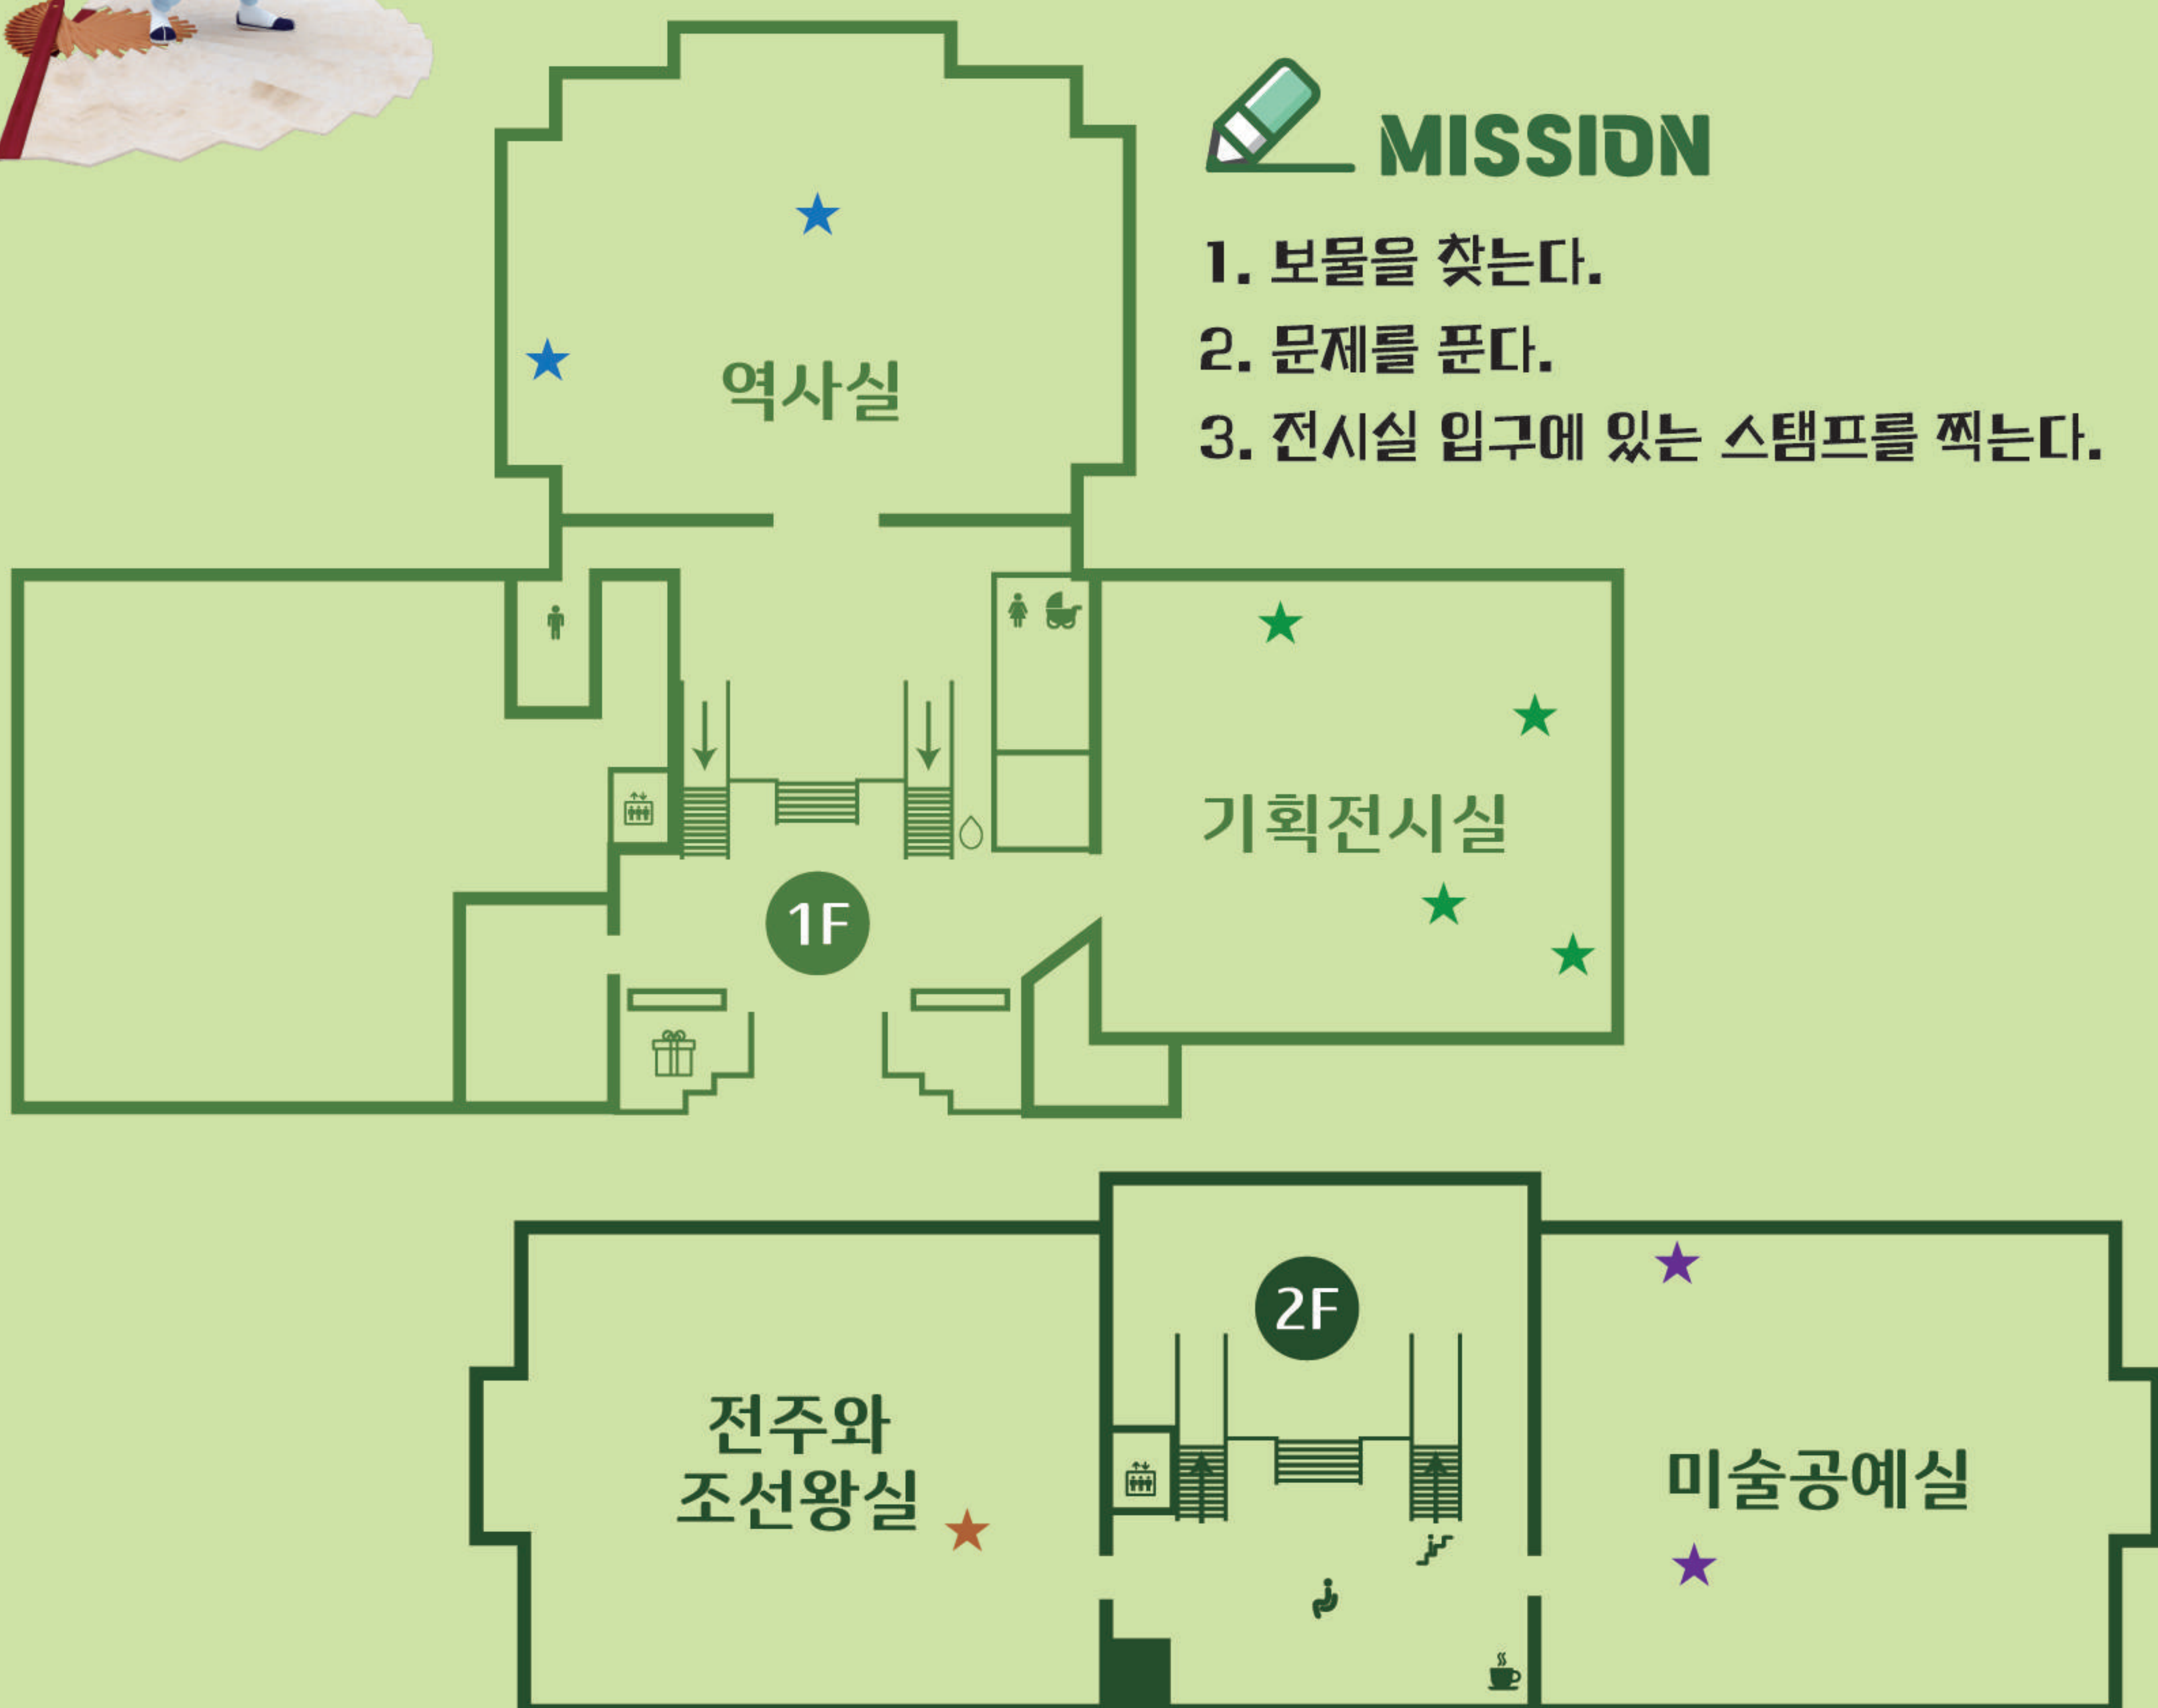 MISSION
1. 보물을 찾는다.
2. 문제를 푼다.
3. 전시실 입구에 있는 스탬프를 찍는다.
역사실
기획전시실
1F
2F
전주와
조선왕실
미술공예실